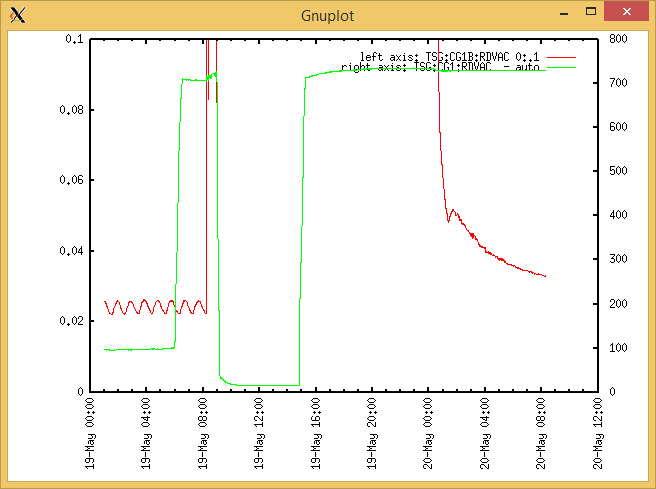 Gnuplot
left axis: TSG:CG1B:RDVAC 0:.1
right axis: TSG:CG1:RDVAC - auto
0.1
0.08
0.06
0.04
0.02
0
800
700
600
500
400
300
200
100
0
19-May 00:00
19-May 04:00
19-May 08:00
19-May 12:00
19-May 16:00
19-May 20:00
20-May 00:00
20-May 04:00
20-May 08:00
20-May 12:00